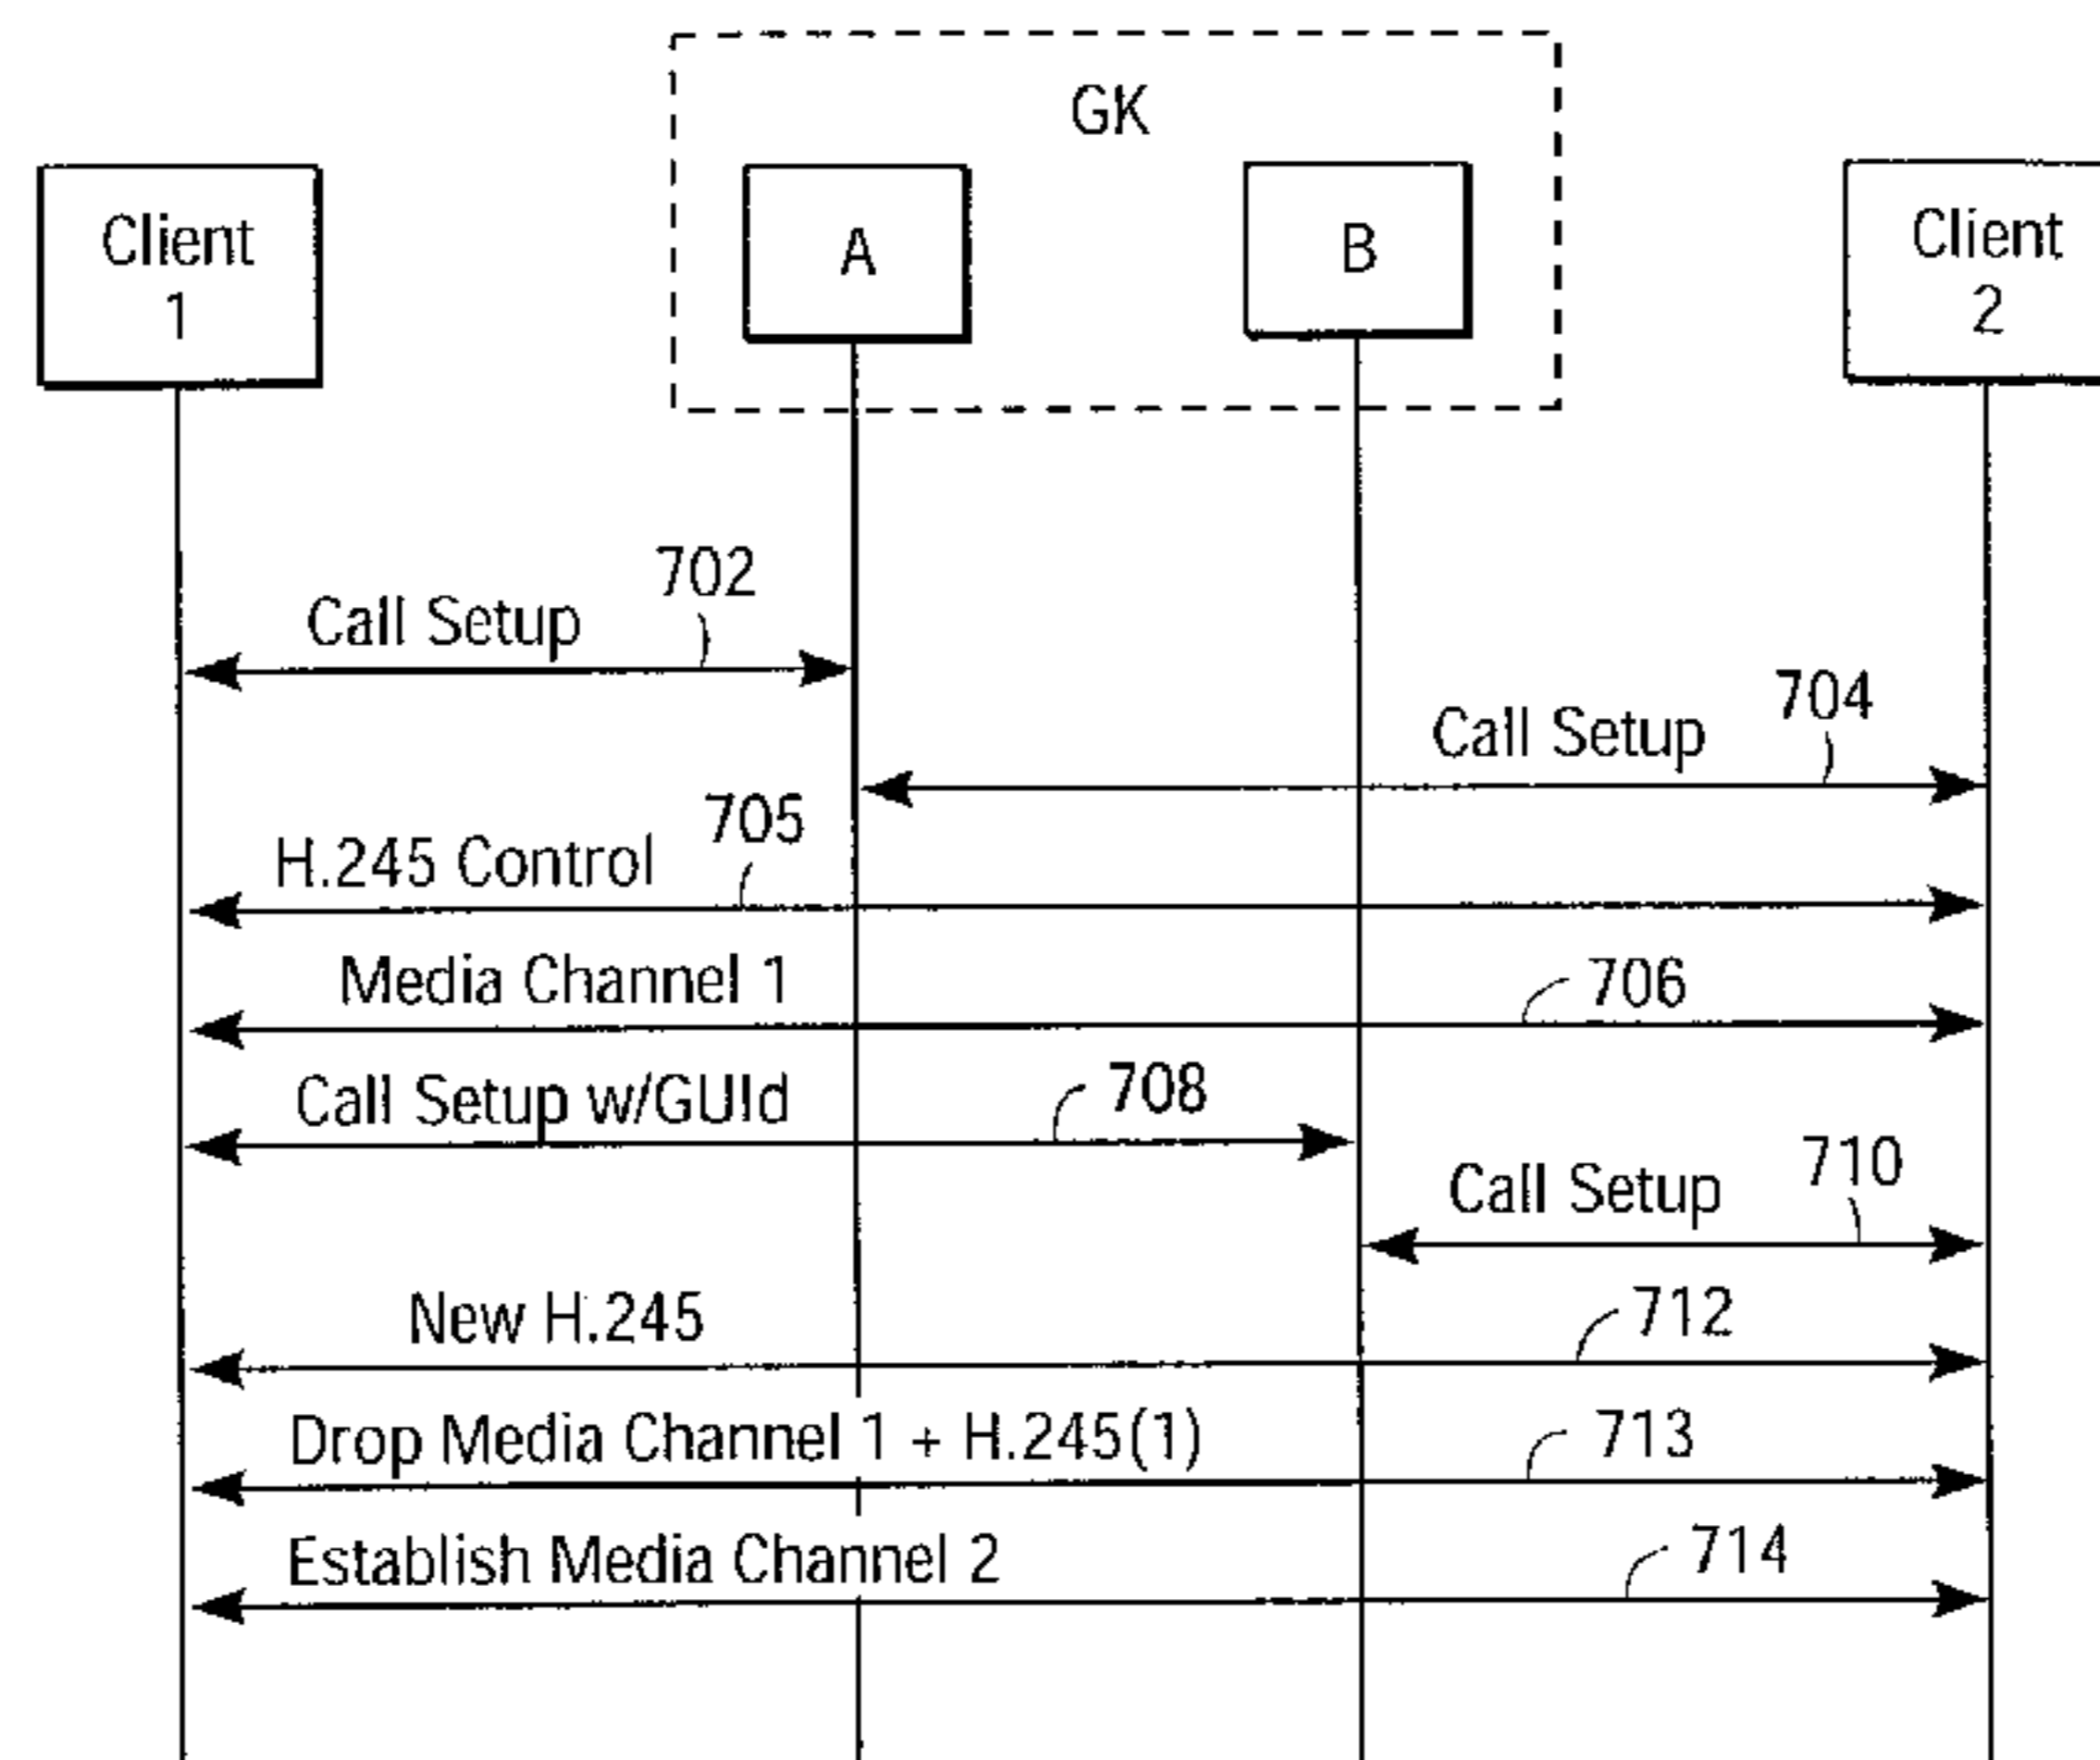 GK
Client
1
A
B
Client
2
702
Call Setup
704
Call Setup
705
H.245 Control
Media Channel 1
706
Call Setup w/GUId
708
710
Call Setup
New H.245
712
Drop Media Channel 1 + H.245(1)
713
Establish Media Channel 2
714